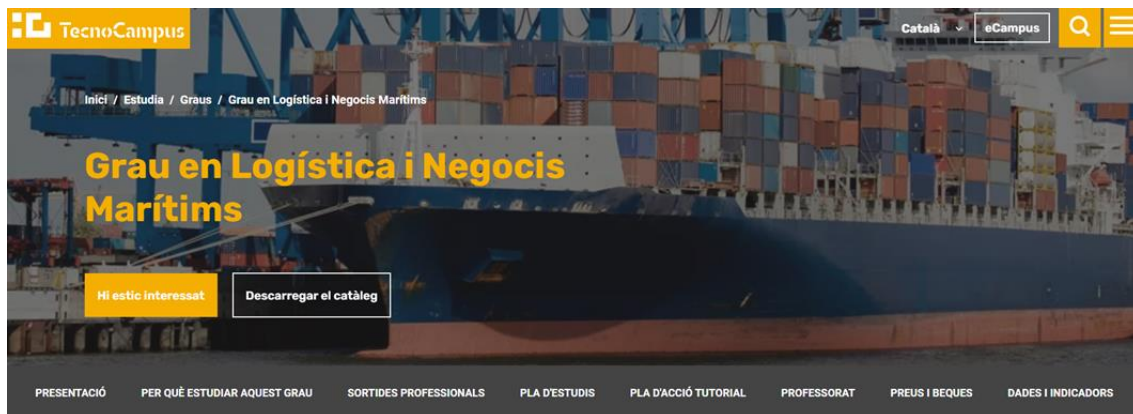 TecnoCampus
Català
eCampus
Inici / Estudia / Graus / Grau en Logística i Negocis Marítims
Grau en Logística i Negocis
Marítims
Hi estic interessat
Descarregar el catàleg
PRESENTACIÓ
PER QUÈ ESTUDIAR AQUEST GRAU
SORTIDES PROFESSIONALS
PLA D'ESTUDIS
PLA D'ACCIÓ TUTORIAL
PROFESSORAT
PREUS I BEQUES
DADES I INDICADORS